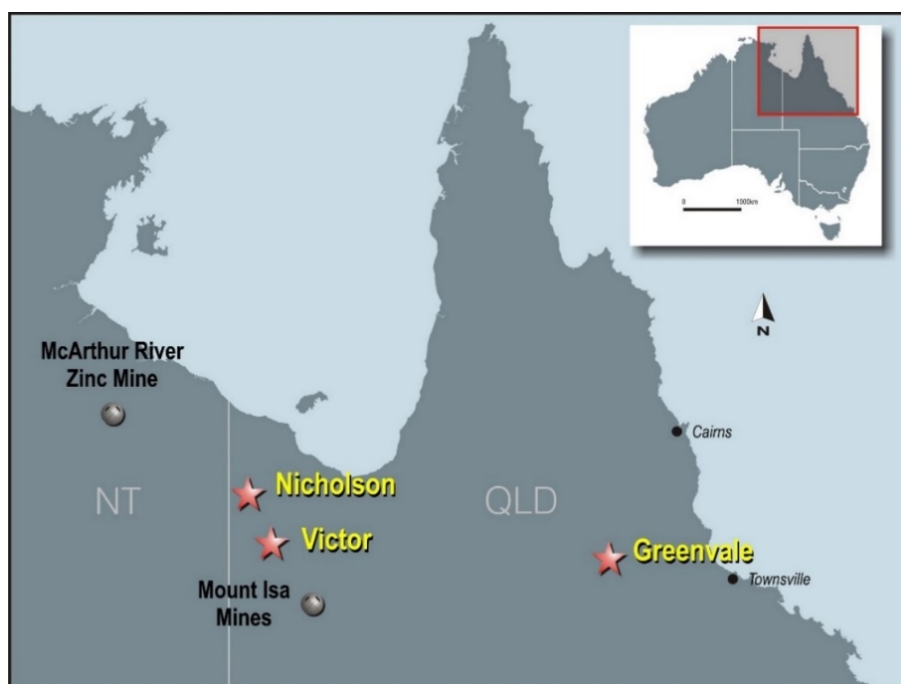 0
1000km
N
McArthur River
Zinc Mine
Cairns
NT
Nicholson
QLD
Victor
Greenvale
Mount Isa
Mines
Townsville